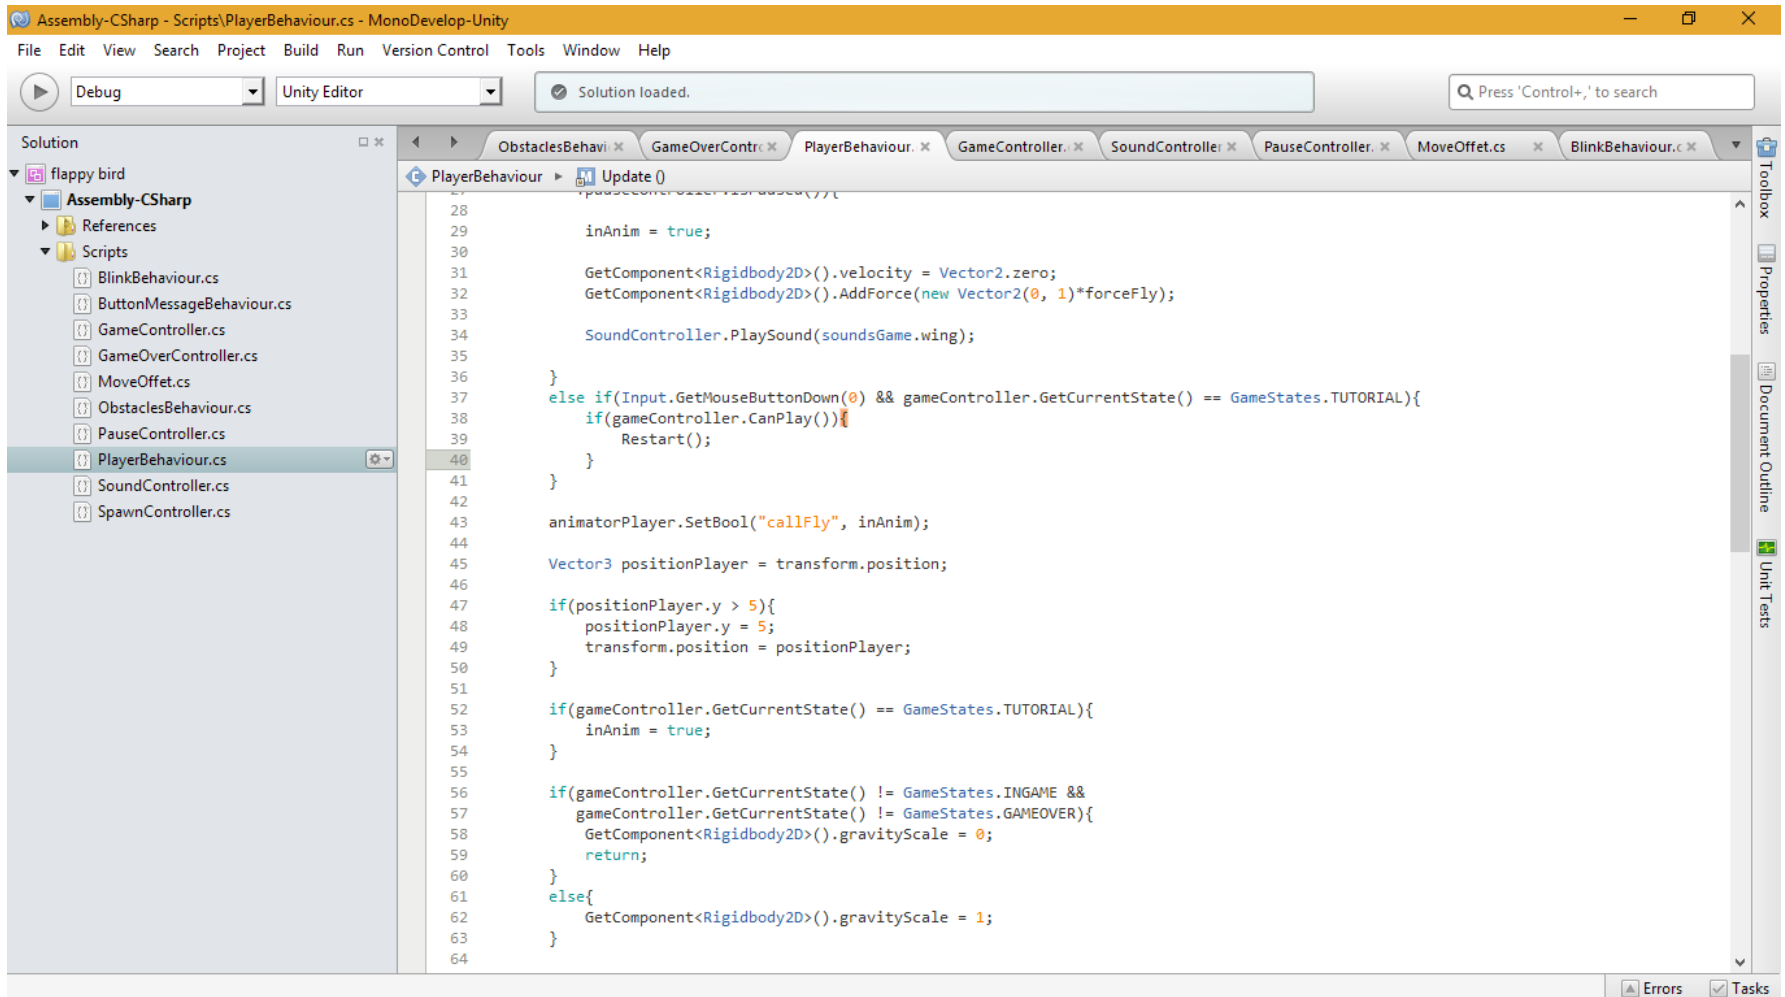 Assembly-CSharp - Scripts\PlayerBehaviour.cs - MonoDevelop-Unity
File Edit View Search Project Build Run Version Control Tools Window Help
Debug Unity Editor Solution loaded. Press 'Control+,' to search
Solution
flappy bird
Assembly-CSharp
References
Scripts
BlinkBehaviour.cs
ButtonMessageBehaviour.cs
GameController.cs
GameOverController.cs
MoveOffet.cs
ObstaclesBehaviour.cs
PauseController.cs
PlayerBehaviour.cs
SoundController.cs
SpawnController.cs
ObstaclesBehavi GameOverContrc PlayerBehaviour. GameController. SoundController PauseController. MoveOffet.cs BlinkBehaviour.c
PlayerBehaviour Update ()
28
29 inAnim = true;
30
31 GetComponent<Rigidbody2D>().velocity = Vector2.zero;
32 GetComponent<Rigidbody2D>().AddForce(new Vector2(0, 1)*forceFly);
33
34 SoundController.PlaySound(soundsGame.wing);
35
36 }
37 else if(Input.GetMouseButtonDown(0) && gameController.GetCurrentState() == GameStates.TUTORIAL){
38 if(gameController.CanPlay()){
39 Restart();
40 }
41 }
42
43 animatorPlayer.SetBool("callFly", inAnim);
44
45 Vector3 positionPlayer = transform.position;
46
47 if(positionPlayer.y > 5){
48 positionPlayer.y = 5;
49 transform.position = positionPlayer;
50 }
51
52 if(gameController.GetCurrentState() == GameStates.TUTORIAL){
53 inAnim = true;
54 }
55
56 if(gameController.GetCurrentState() != GameStates.INGAME &&
57 gameController.GetCurrentState() != GameStates.GAMEOVER){
58 GetComponent<Rigidbody2D>().gravityScale = 0;
59 return;
60 }
61 else{
62 GetComponent<Rigidbody2D>().gravityScale = 1;
63 }
64
Toolbox
Properties
Document Outline
Unit Tests
Errors Tasks